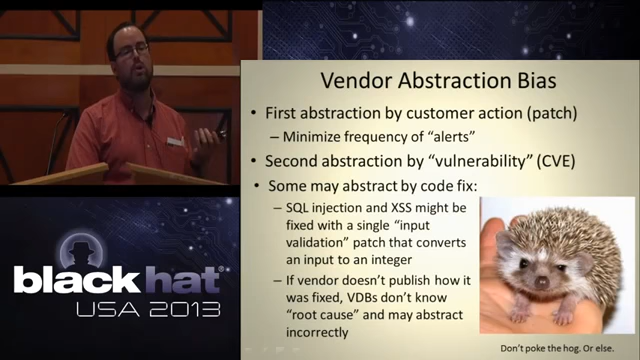 Vendor Abstraction Bias
• First abstraction by customer action (patch)
– Minimize frequency of “alerts”
• Second abstraction by “vulnerability” (CVE)
• Some may abstract by code fix:
– SQL injection and XSS might be
fixed with a single “input
validation” patch that converts
an input to an integer
– If vendor doesn’t publish how it
was fixed, VDBs don’t know
“root cause” and may abstract
incorrectly
Don’t poke the hog. Or else.
black hat®
USA 2013